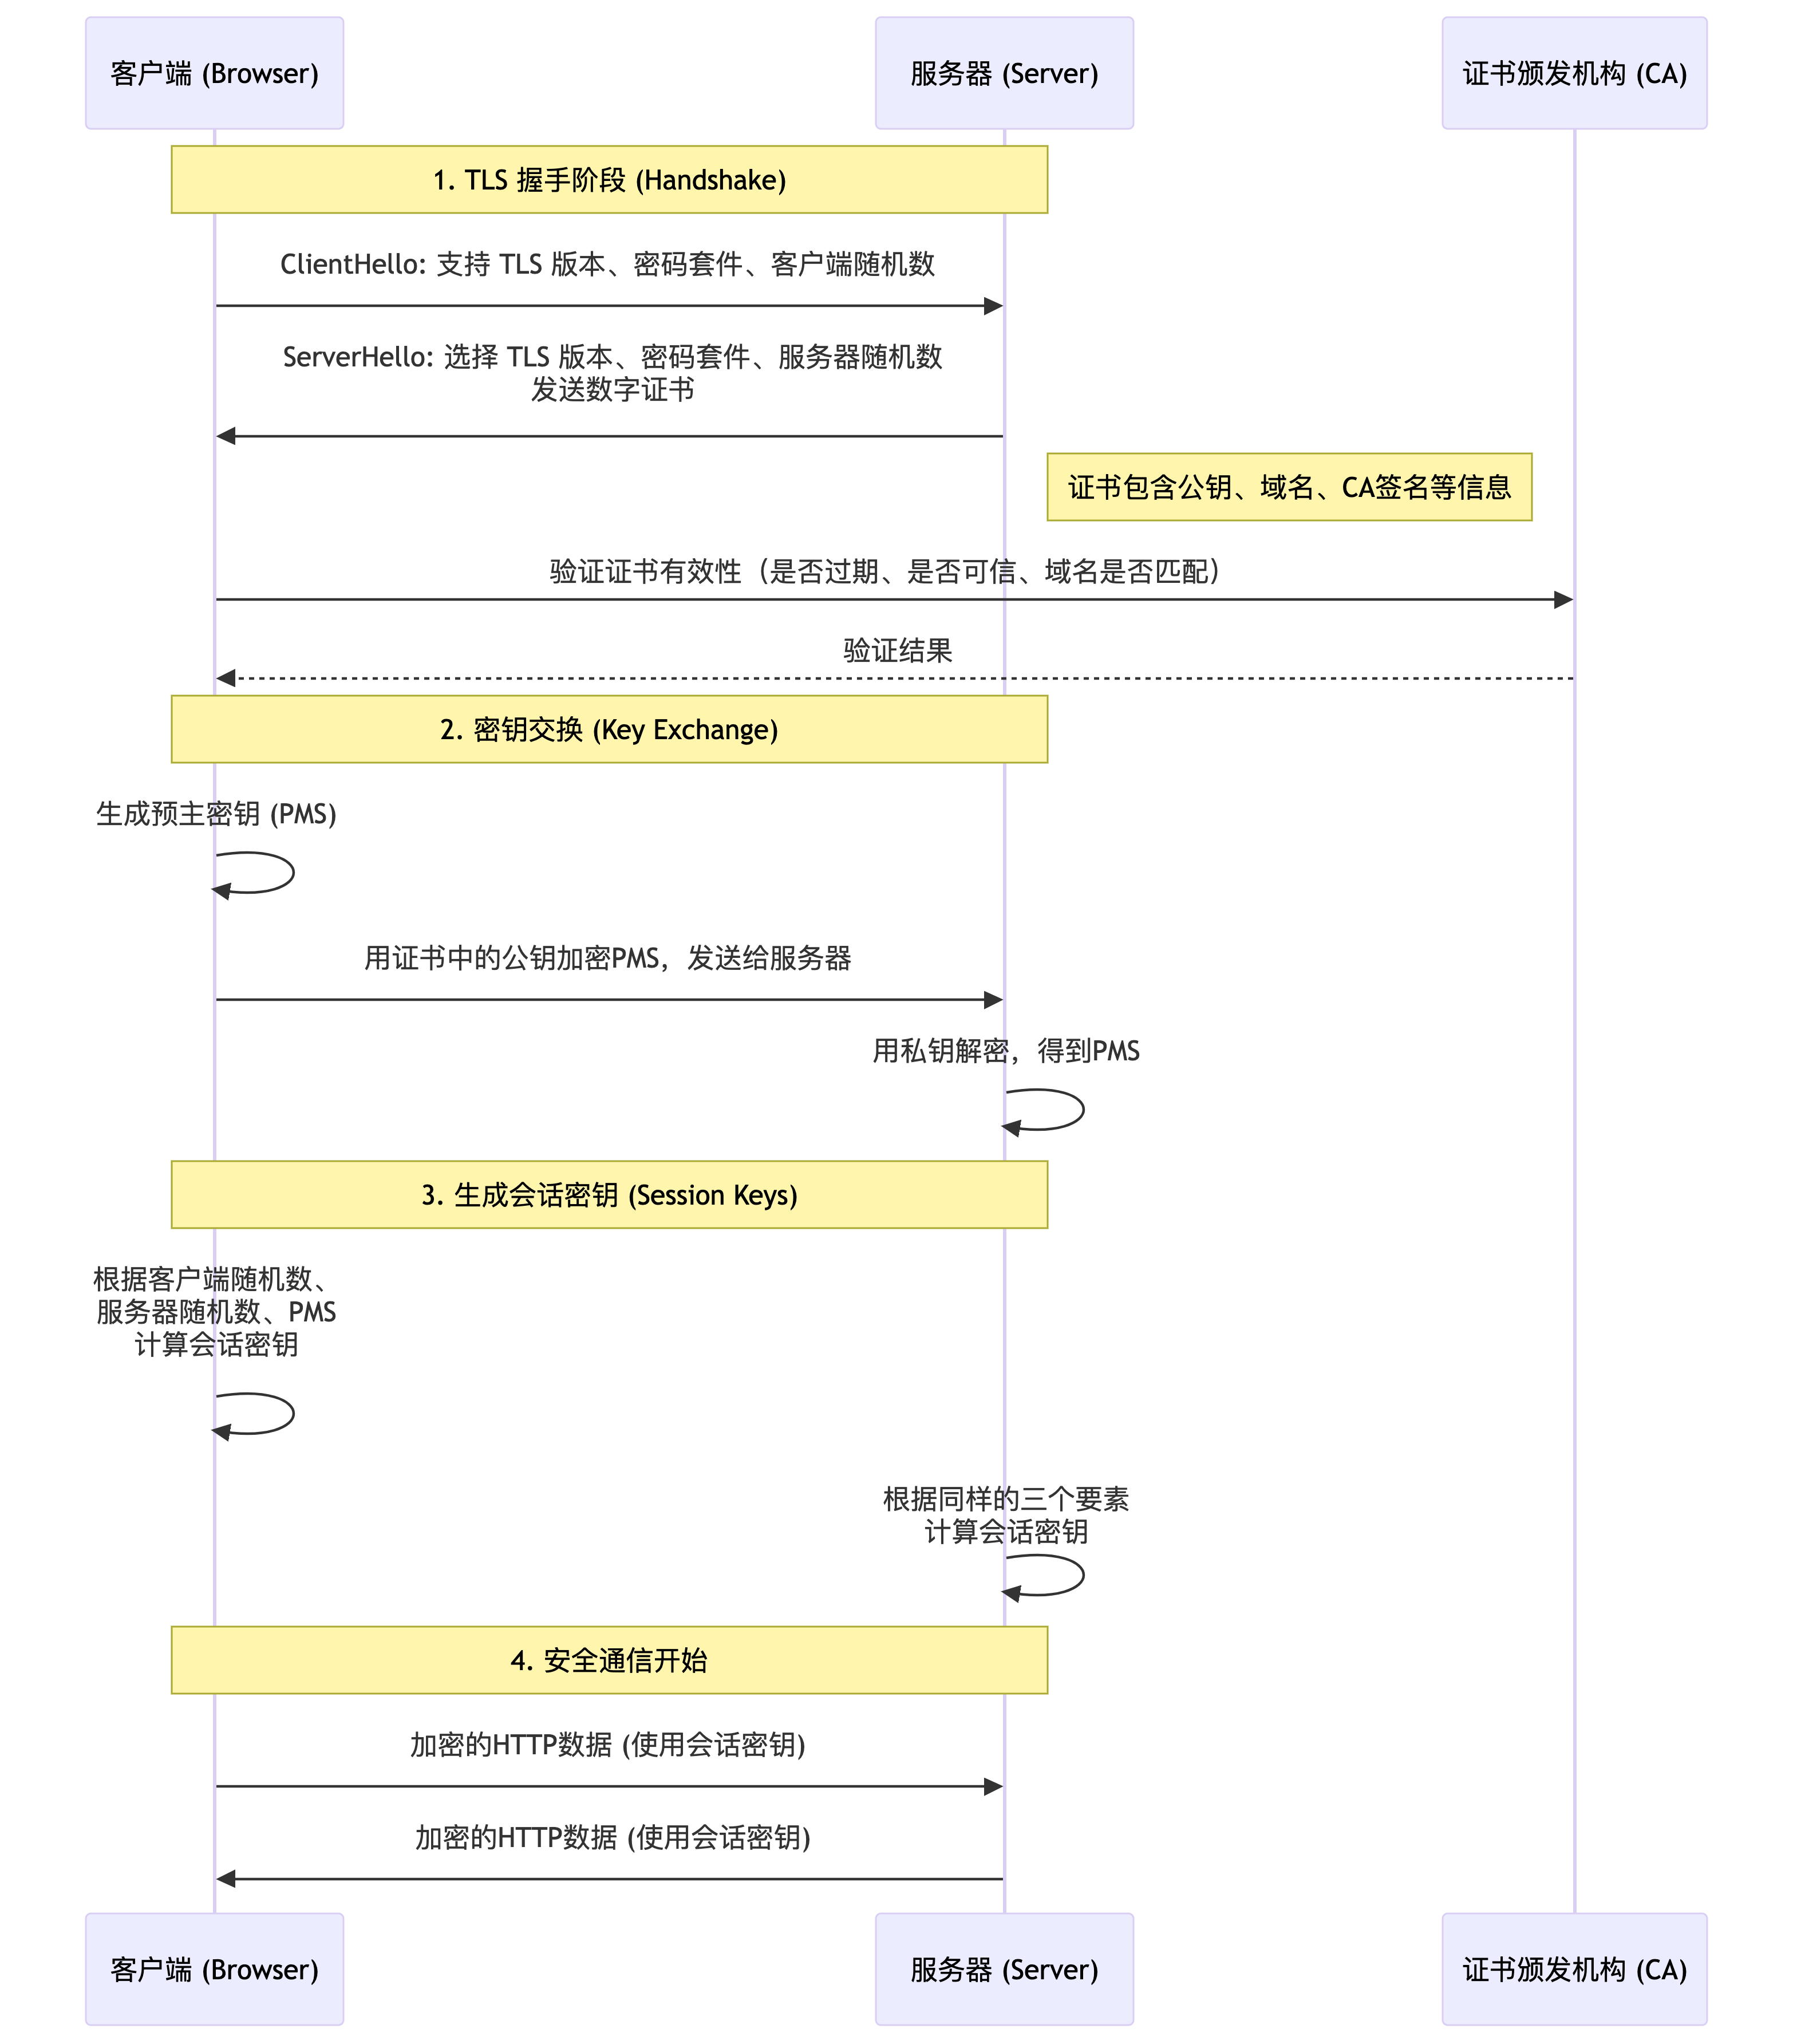 客户端 (Browser)
服务器 (Server)
证书颁发机构 (CA)
1. TLS 握手阶段 (Handshake)
ClientHello: 支持 TLS 版本、密码套件、客户端随机数
ServerHello: 选择 TLS 版本、密码套件、服务器随机数
发送数字证书
证书包含公钥、域名、CA签名等信息
验证证书有效性（是否过期、是否可信、域名是否匹配）
验证结果
2. 密钥交换 (Key Exchange)
生成预主密钥 (PMS)
用证书中的公钥加密PMS，发送给服务器
用私钥解密，得到PMS
3. 生成会话密钥 (Session Keys)
根据客户端随机数、
服务器随机数、PMS
计算会话密钥
根据同样的三个要素
计算会话密钥
4. 安全通信开始
加密的HTTP数据 (使用会话密钥)
加密的HTTP数据 (使用会话密钥)
客户端 (Browser)
服务器 (Server)
证书颁发机构 (CA)